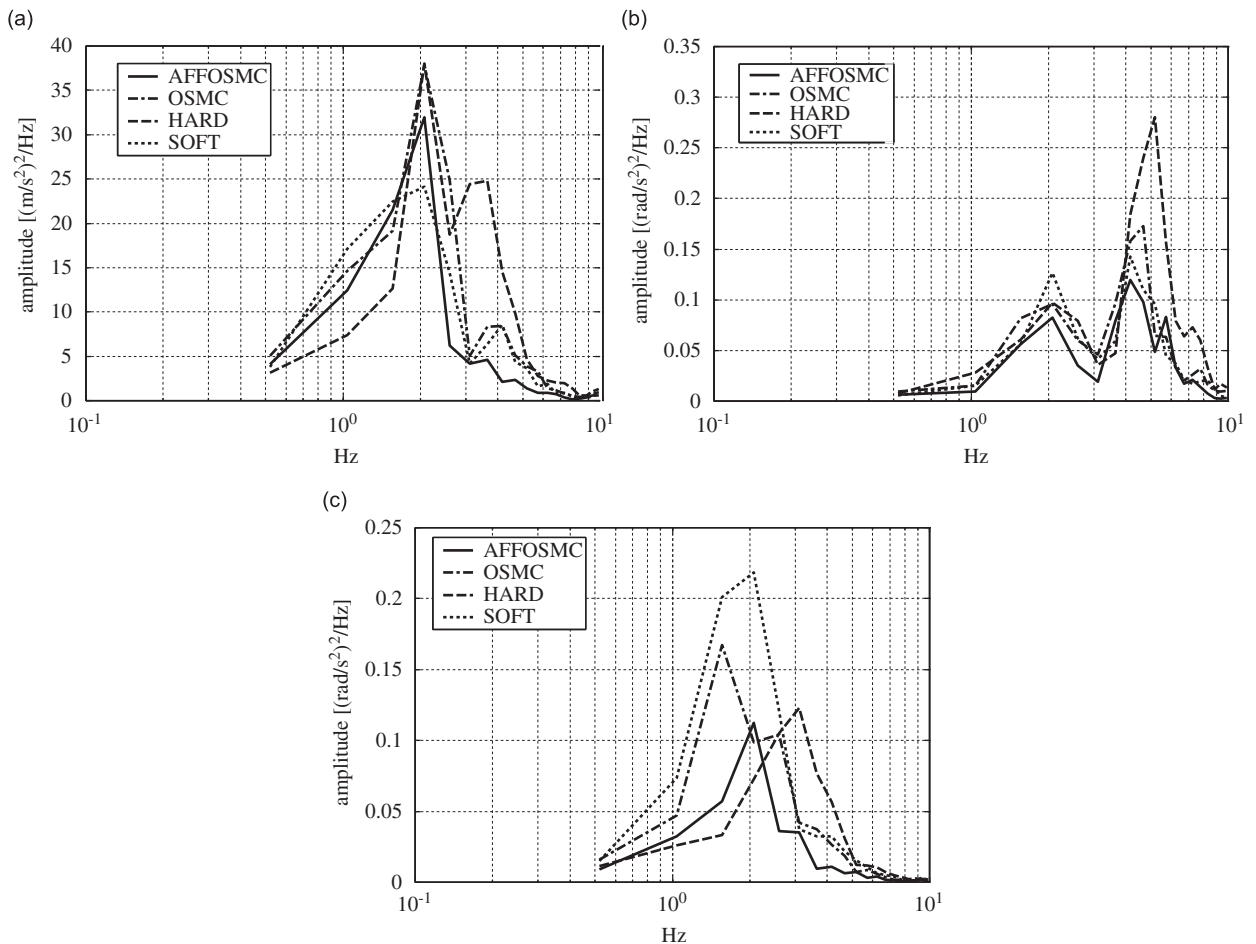 (a)
40
35
30
25
20
15
10
5
0
amplitude [(m/s²)²/Hz]
AFFOSMC
OSMC
HARD
SOFT
10⁻¹
10⁰
10¹
Hz
(b)
0.35
0.3
0.25
0.2
0.15
0.1
0.05
0
amplitude [(rad/s²)²/Hz]
AFFOSMC
OSMC
HARD
SOFT
10⁻¹
10⁰
10¹
Hz
(c)
0.25
0.2
0.15
0.1
0.05
0
amplitude [(rad/s²)²/Hz]
AFFOSMC
OSMC
HARD
SOFT
10⁻¹
10⁰
10¹
Hz